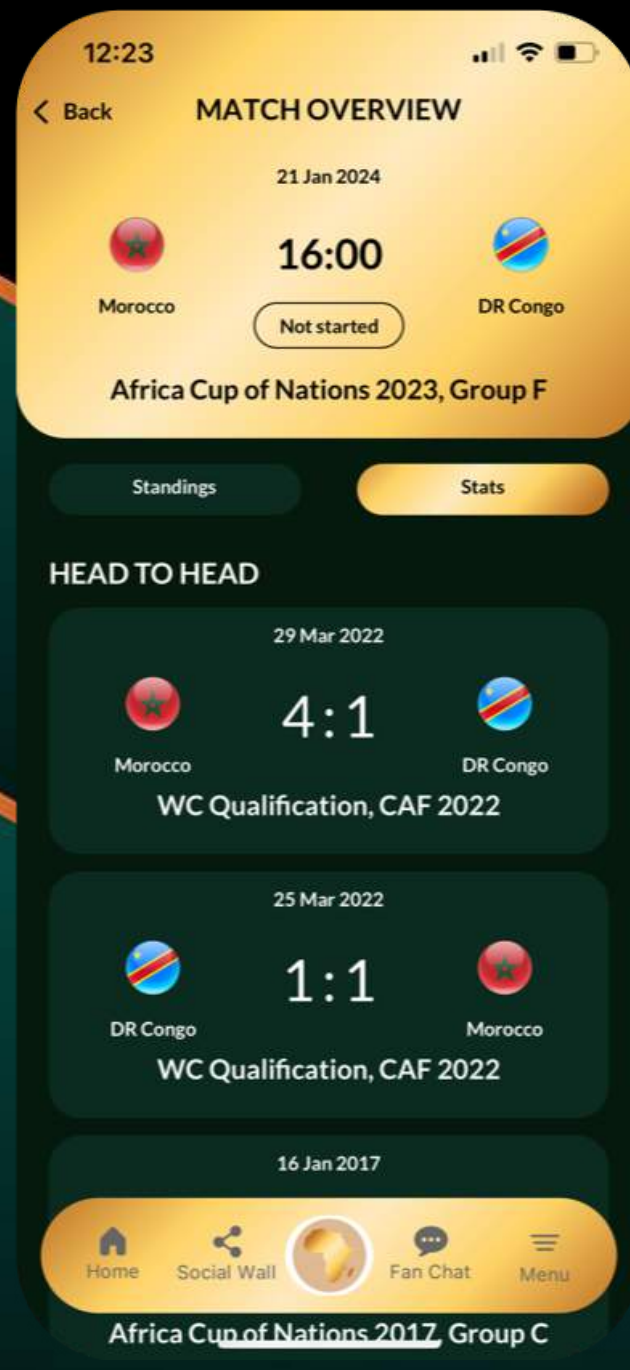 12:23
Back MATCH OVERVIEW
21 Jan 2024
16:00
Morocco DR Congo
Not started
Africa Cup of Nations 2023, Group F
Standings Stats
HEAD TO HEAD
29 Mar 2022
4:1
Morocco DR Congo
WC Qualification, CAF 2022
25 Mar 2022
1:1
DR Congo Morocco
WC Qualification, CAF 2022
16 Jan 2017
Home Social Wall Fan Chat Menu
Africa Cup of Nations 2017, Group C